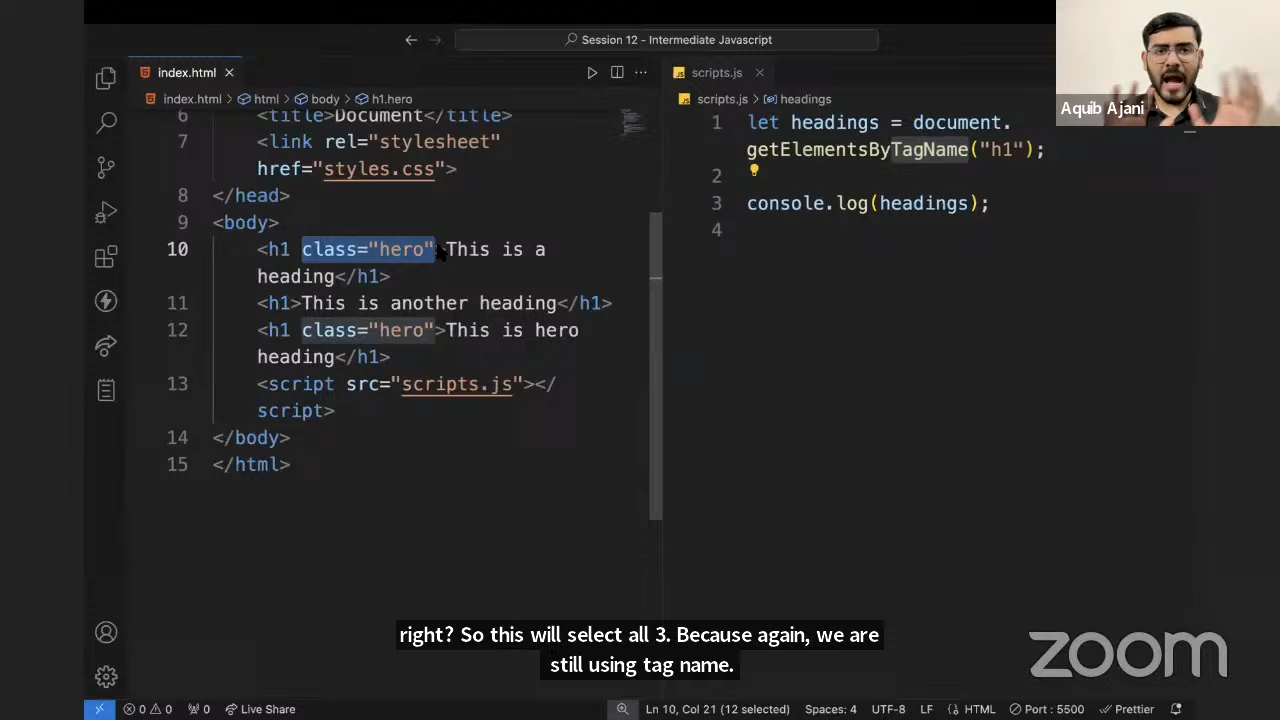 Session 12 - Intermediate Javascript
Aquib Ajani
index.html
index.html > html > body > h1.hero
6 <title>Document</title>
7 <link rel="stylesheet"
href="styles.css">
8 </head>
9 <body>
10 <h1 class="hero" This is a
heading</h1>
11 <h1>This is another heading</h1>
12 <h1 class="hero">This is hero
heading</h1>
13 <script src="scripts.js"></
script>
14 </body>
15 </html>
JS scripts.js
JS scripts.js > headings
1 let headings = document.
getElementsByTagName("h1");
2
3 console.log(headings);
4
right? So this will select all 3. Because again, we are
still using tag name.
zoom
0 0 0 Live Share Ln 10, Col 21 (12 selected) Spaces: 4 UTF-8 LF {} HTML Port : 5500 Prettier